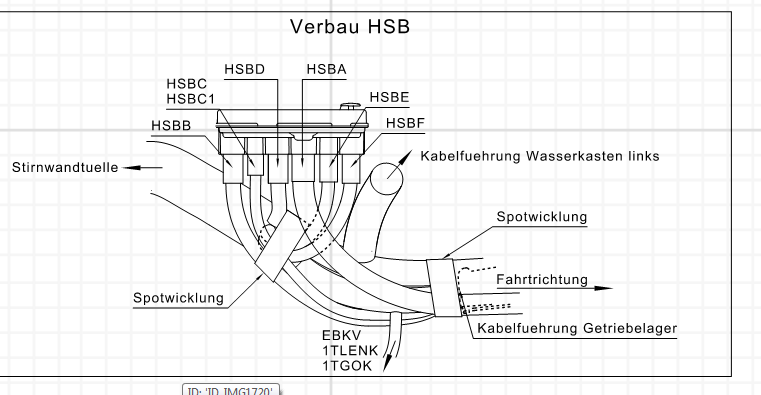 Verbau HSB
HSBD
HSBA
HSBC
HSBC1
HSBE
HSBB
HSBF
Kabelfuehrung Wasserkasten links
Stirnwandtuelle
Spotwicklung
Fahrtrichtung
Spotwicklung
Kabelfuehrung Getriebelager
EBKV
1TLENK
1TGOK
ID: 'ID_IMG1720'